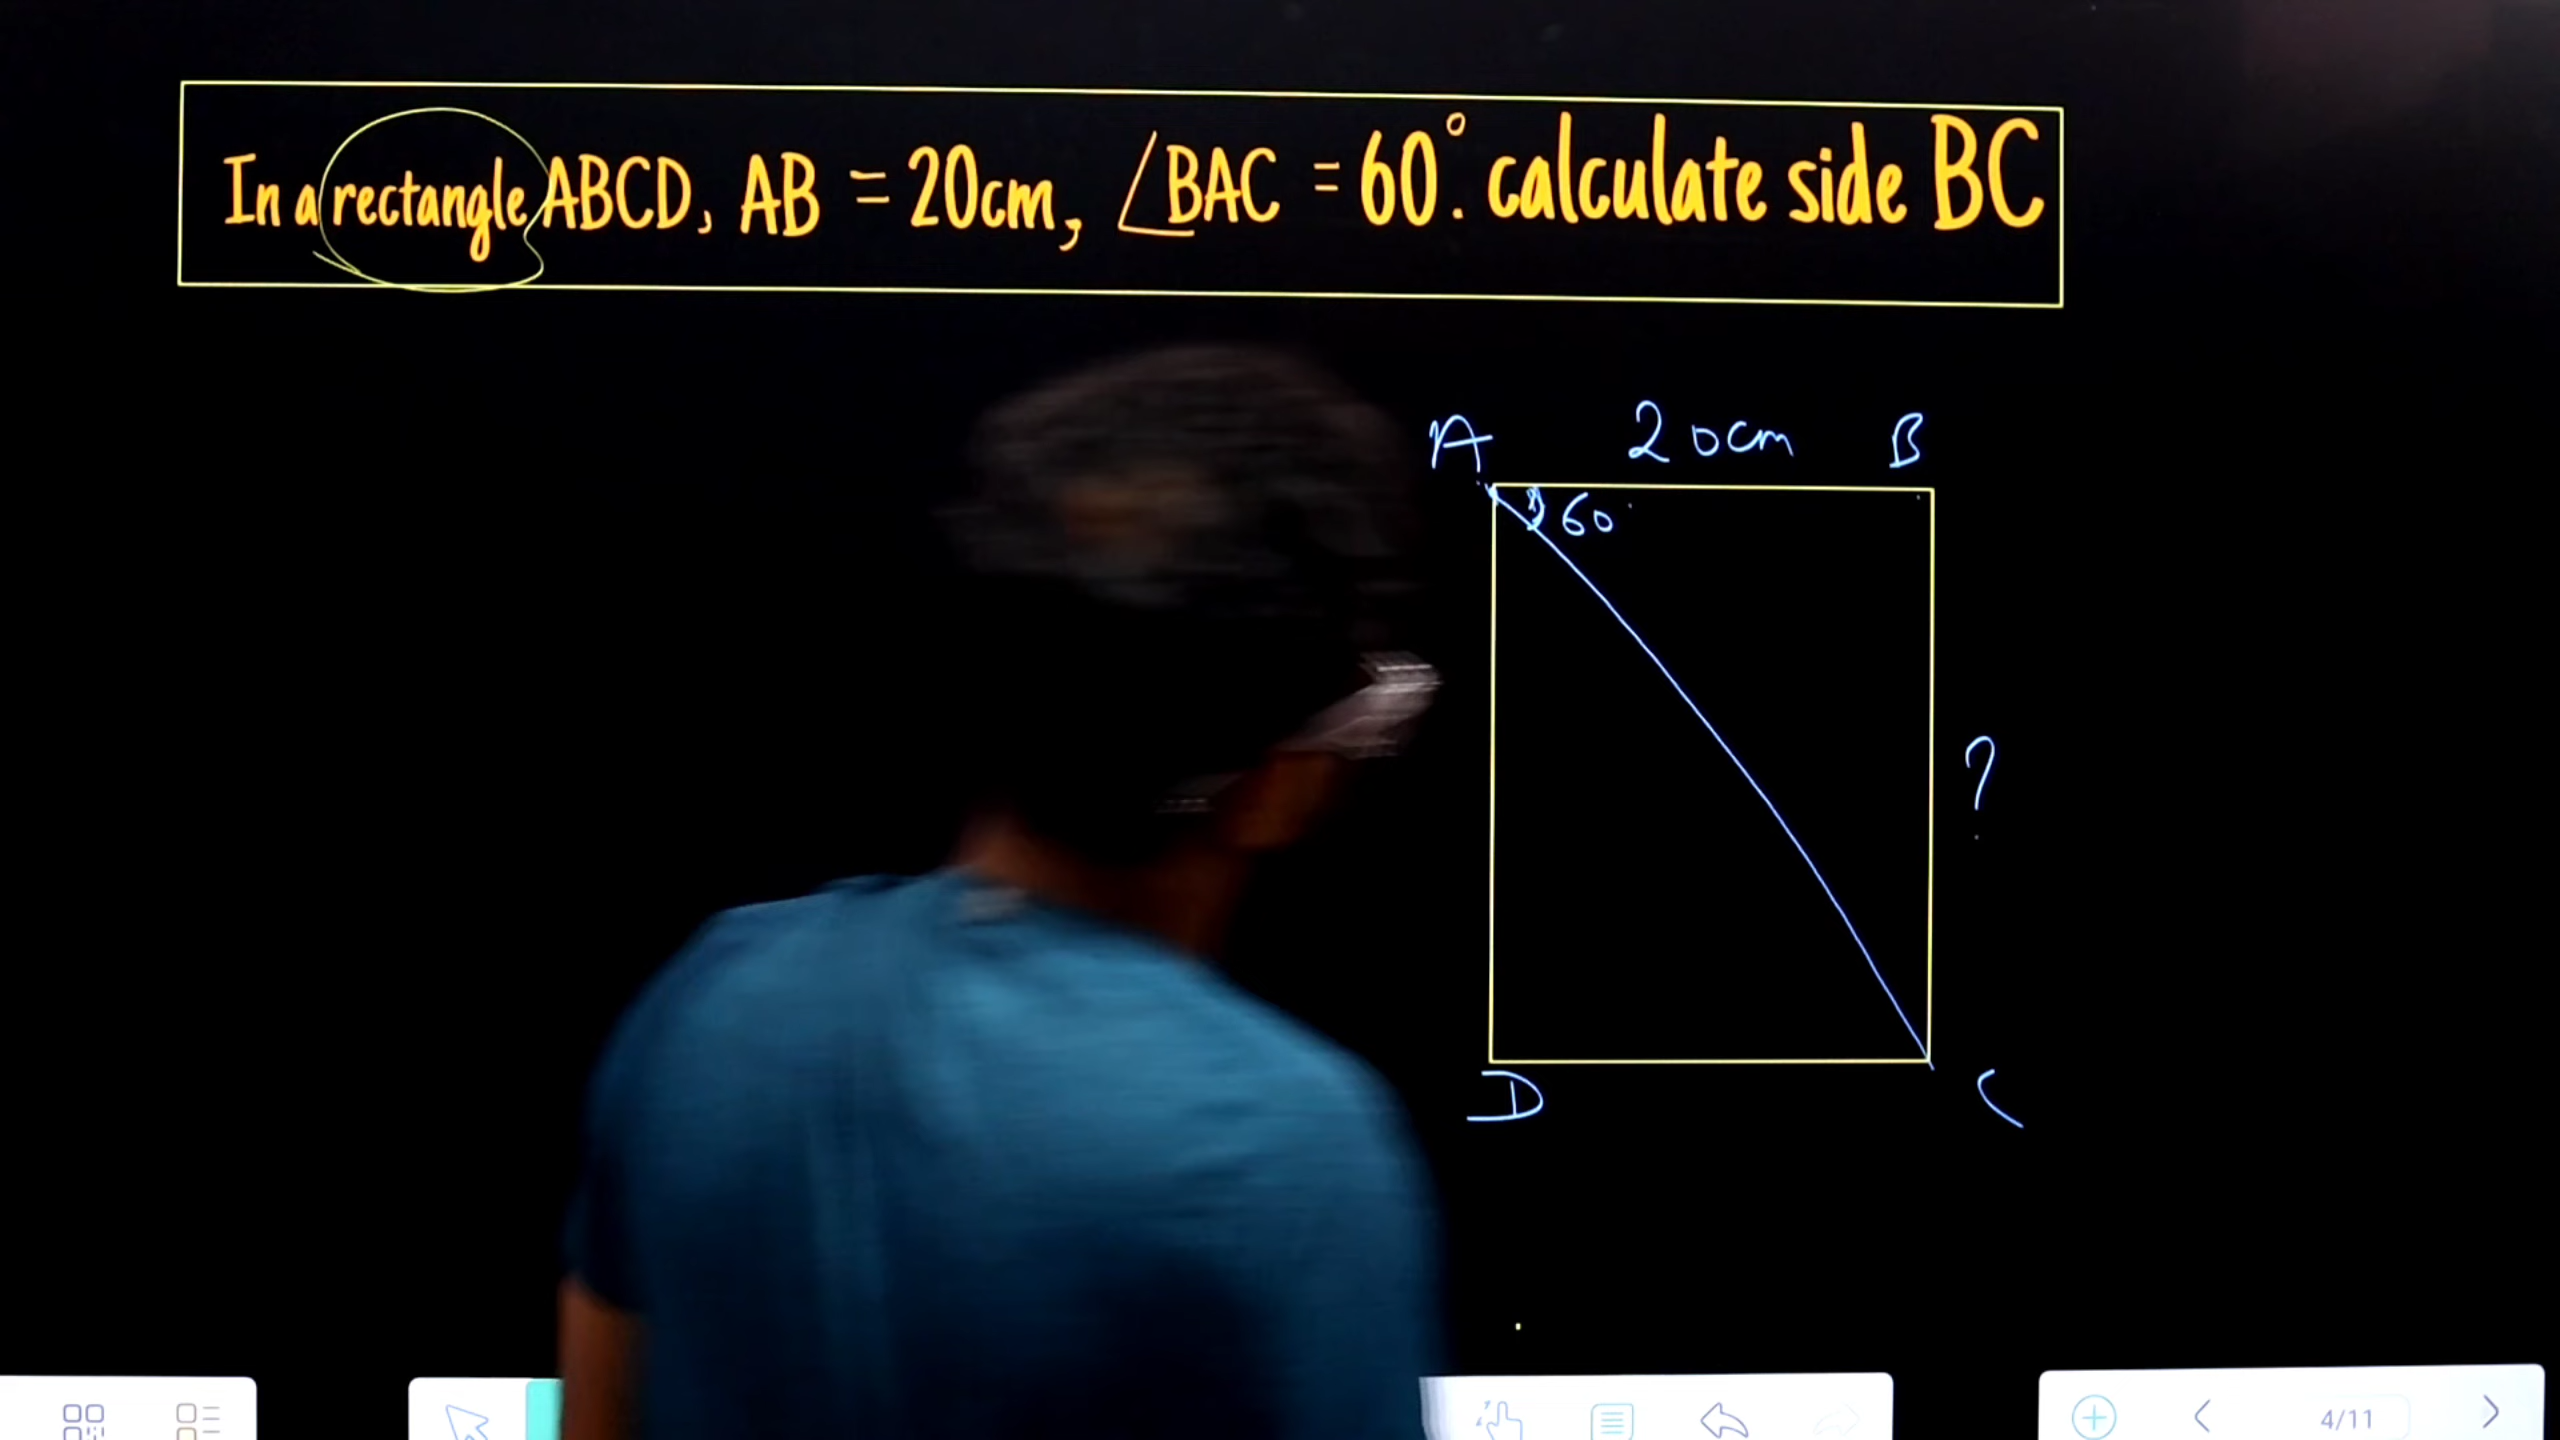 In a rectangle ABCD, AB = 20cm, ∠BAC = 60°. calculate side BC
A 20cm B
60°
?
D C
4/11